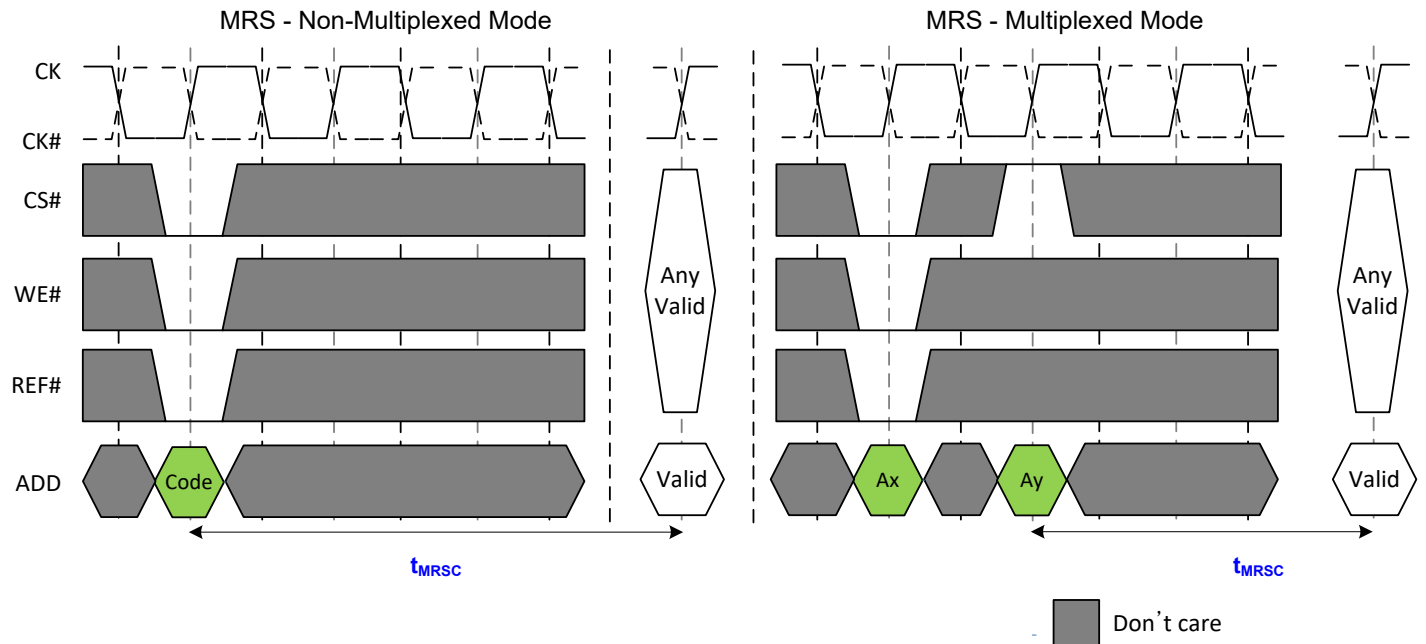 MRS - Non-Multiplexed Mode
MRS - Multiplexed Mode
CK
CK#
CS#
WE#
REF#
ADD
Any
Valid
Any
Valid
Code
Valid
Ax
Ay
Valid
tMRSC
tMRSC
Don't care